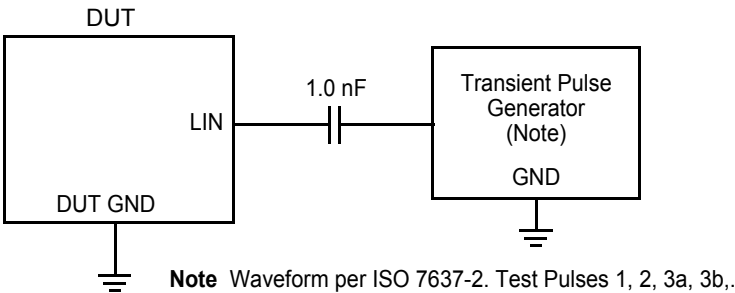 DUT
1.0 nF
LIN
Transient Pulse
Generator
(Note)
GND
DUT GND
Note Waveform per ISO 7637-2. Test Pulses 1, 2, 3a, 3b,.